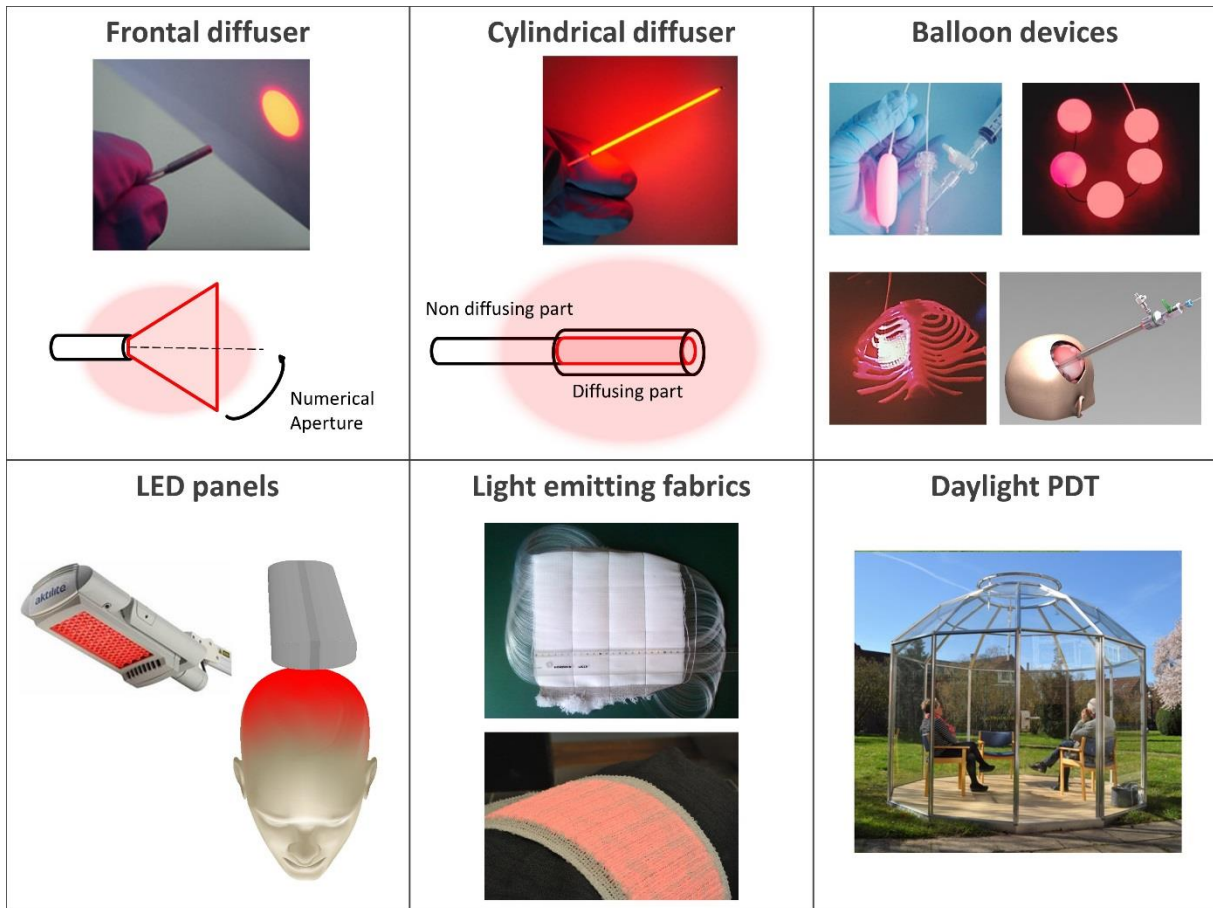 Frontal diffuser
Cylindrical diffuser
Balloon devices
Non diffusing part
Diffusing part
Numerical
Aperture
LED panels
Light emitting fabrics
Daylight PDT
aktilite